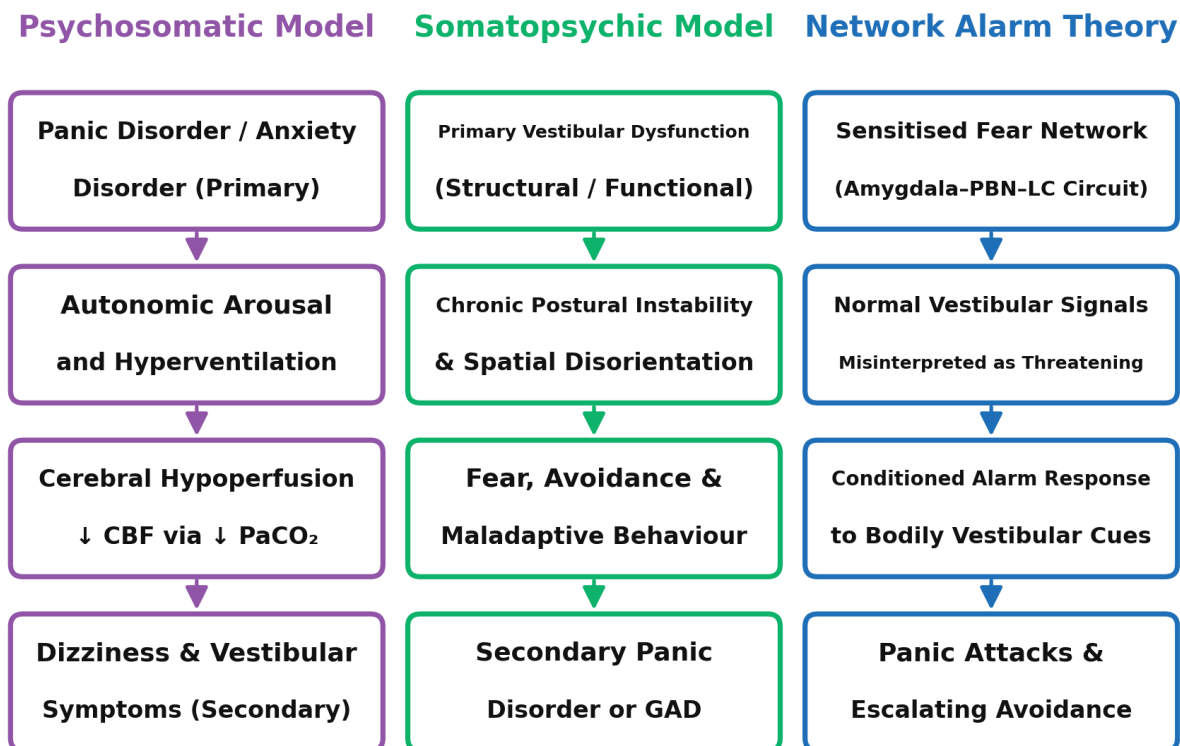 Psychosomatic Model
Panic Disorder / Anxiety
Disorder (Primary)
Autonomic Arousal
and Hyperventilation
Cerebral Hypoperfusion
↓ CBF via ↓ PaCO₂
Dizziness & Vestibular
Symptoms (Secondary)
Somatopsychic Model
Primary Vestibular Dysfunction
(Structural / Functional)
Chronic Postural Instability
& Spatial Disorientation
Fear, Avoidance &
Maladaptive Behaviour
Secondary Panic
Disorder or GAD
Network Alarm Theory
Sensitised Fear Network
(Amygdala–PBN–LC Circuit)
Normal Vestibular Signals
Misinterpreted as Threatening
Conditioned Alarm Response
to Bodily Vestibular Cues
Panic Attacks &
Escalating Avoidance